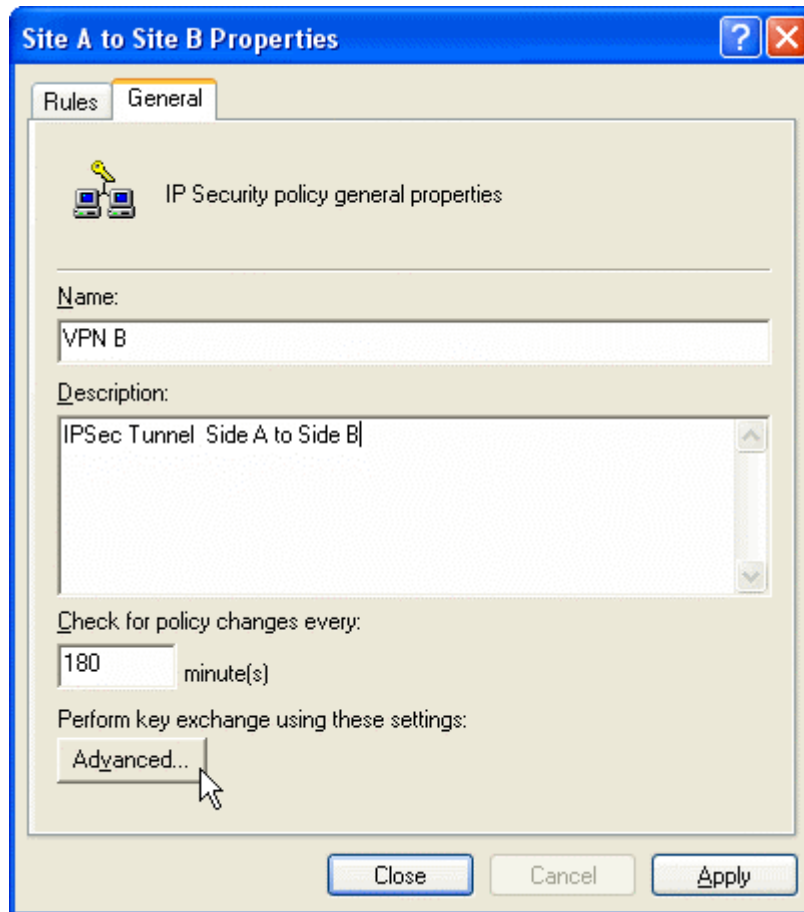 Site A to Site B Properties
Rules General
IP Security policy general properties
Name:
VPN B
Description:
IPSec Tunnel  Side A to Side B
Check for policy changes every:
180 minute(s)
Perform key exchange using these settings:
Advanced...
Close Cancel Apply